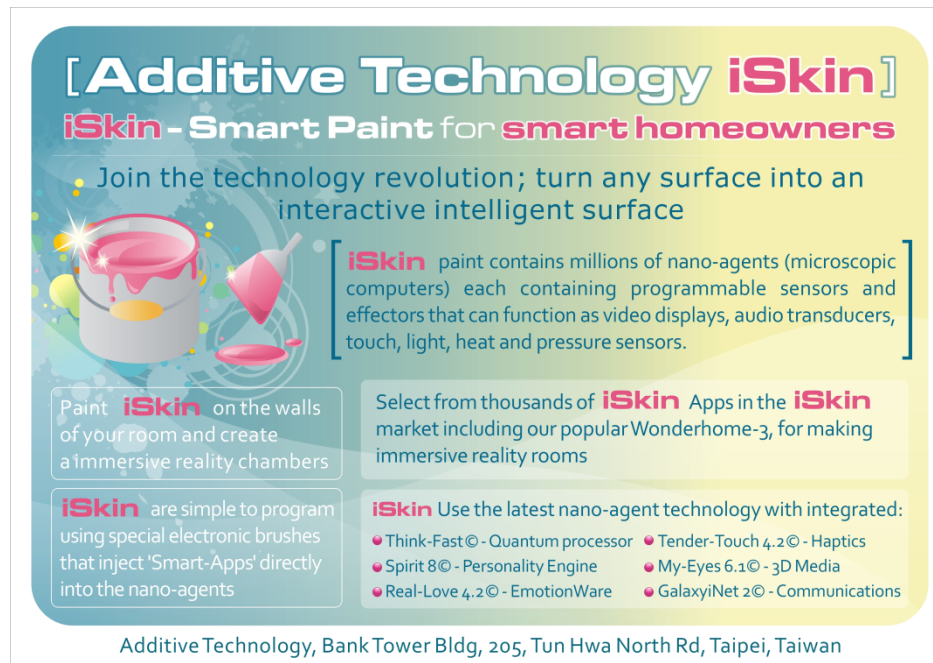 [Additive Technology iSkin]
iSkin - Smart Paint for smart homeowners
Join the technology revolution; turn any surface into an
interactive intelligent surface
iSkin paint contains millions of nano-agents (microscopic
computers) each containing programmable sensors and
effectors that can function as video displays, audio transducers,
touch, light, heat and pressure sensors.
Paint iSkin on the walls
of your room and create
a immersive reality chambers
Select from thousands of iSkin Apps in the iSkin
market including our popular Wonderhome-3, for making
immersive reality rooms
iSkin are simple to program
using special electronic brushes
that inject 'Smart-Apps' directly
into the nano-agents
iSkin Use the latest nano-agent technology with integrated:
Think-Fast© - Quantum processor
Spirit 8© - Personality Engine
Real-Love 4.2© - EmotionWare
Tender-Touch 4.2© - Haptics
My-Eyes 6.1© - 3D Media
GalaxyiNet 2© - Communications
Additive Technology, Bank Tower Bldg, 205, Tun Hwa North Rd, Taipei, Taiwan